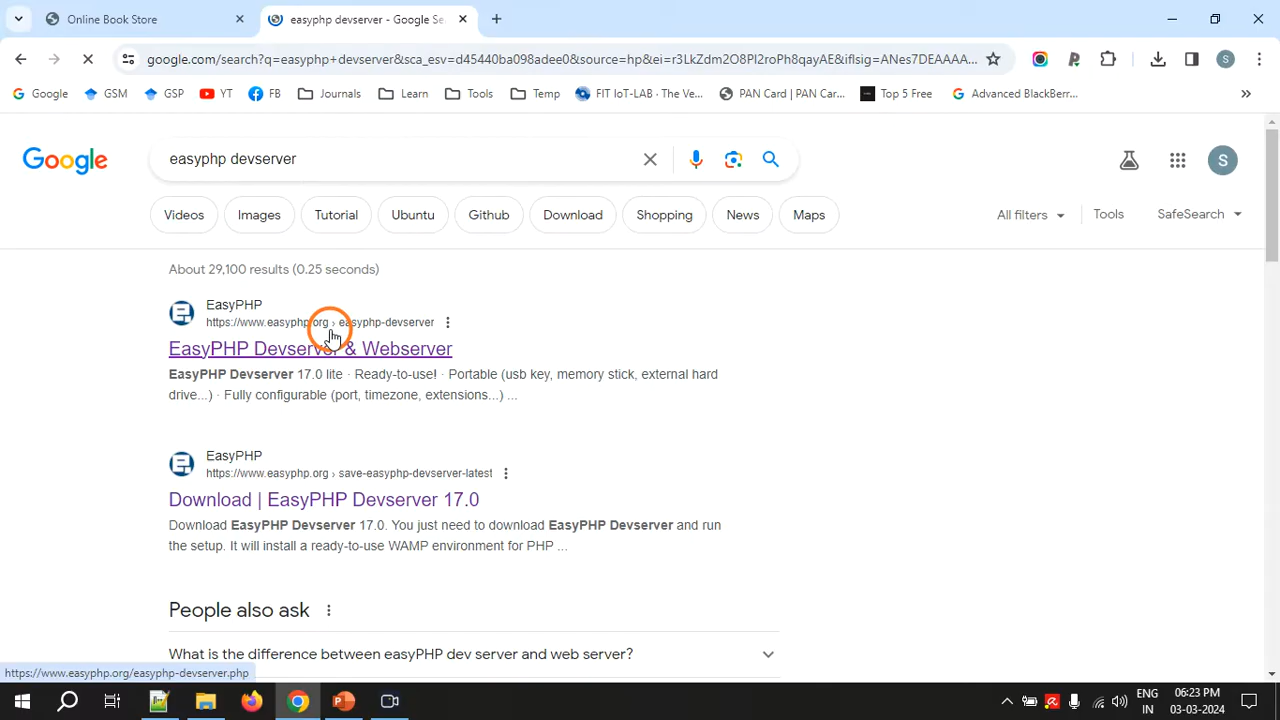 Online Book Store
easyphp devserver - Google Se
google.com/search?q=easyphp+devserver&sca_esv=d45440ba098adee0&source=hp&ei=r3LkZdm2O8Pl2roPh8qayAE&iflsig=ANes7DEAAAA...
S
Google
GSM
GSP
YT
FB
Journals
Learn
Tools
Temp
FIT IoT-LAB · The Ve...
PAN Card | PAN Car...
Top 5 Free
Advanced BlackBerr...
Google
easyphp devserver
S
Videos
Images
Tutorial
Ubuntu
Github
Download
Shopping
News
Maps
All filters
Tools
SafeSearch
About 29,100 results (0.25 seconds)
EasyPHP
https://www.easyphp.org › easyphp-devserver
EasyPHP Devserver & Webserver
EasyPHP Devserver 17.0 lite · Ready-to-use! · Portable (usb key, memory stick, external hard
drive...) · Fully configurable (port, timezone, extensions...) ...
EasyPHP
https://www.easyphp.org › save-easyphp-devserver-latest
Download | EasyPHP Devserver 17.0
Download EasyPHP Devserver 17.0. You just need to download EasyPHP Devserver and run
the setup. It will install a ready-to-use WAMP environment for PHP ...
People also ask
What is the difference between easyPHP dev server and web server?
https://www.easyphp.org/easyphp-devserver.php
ENG
IN
06:23 PM
03-03-2024